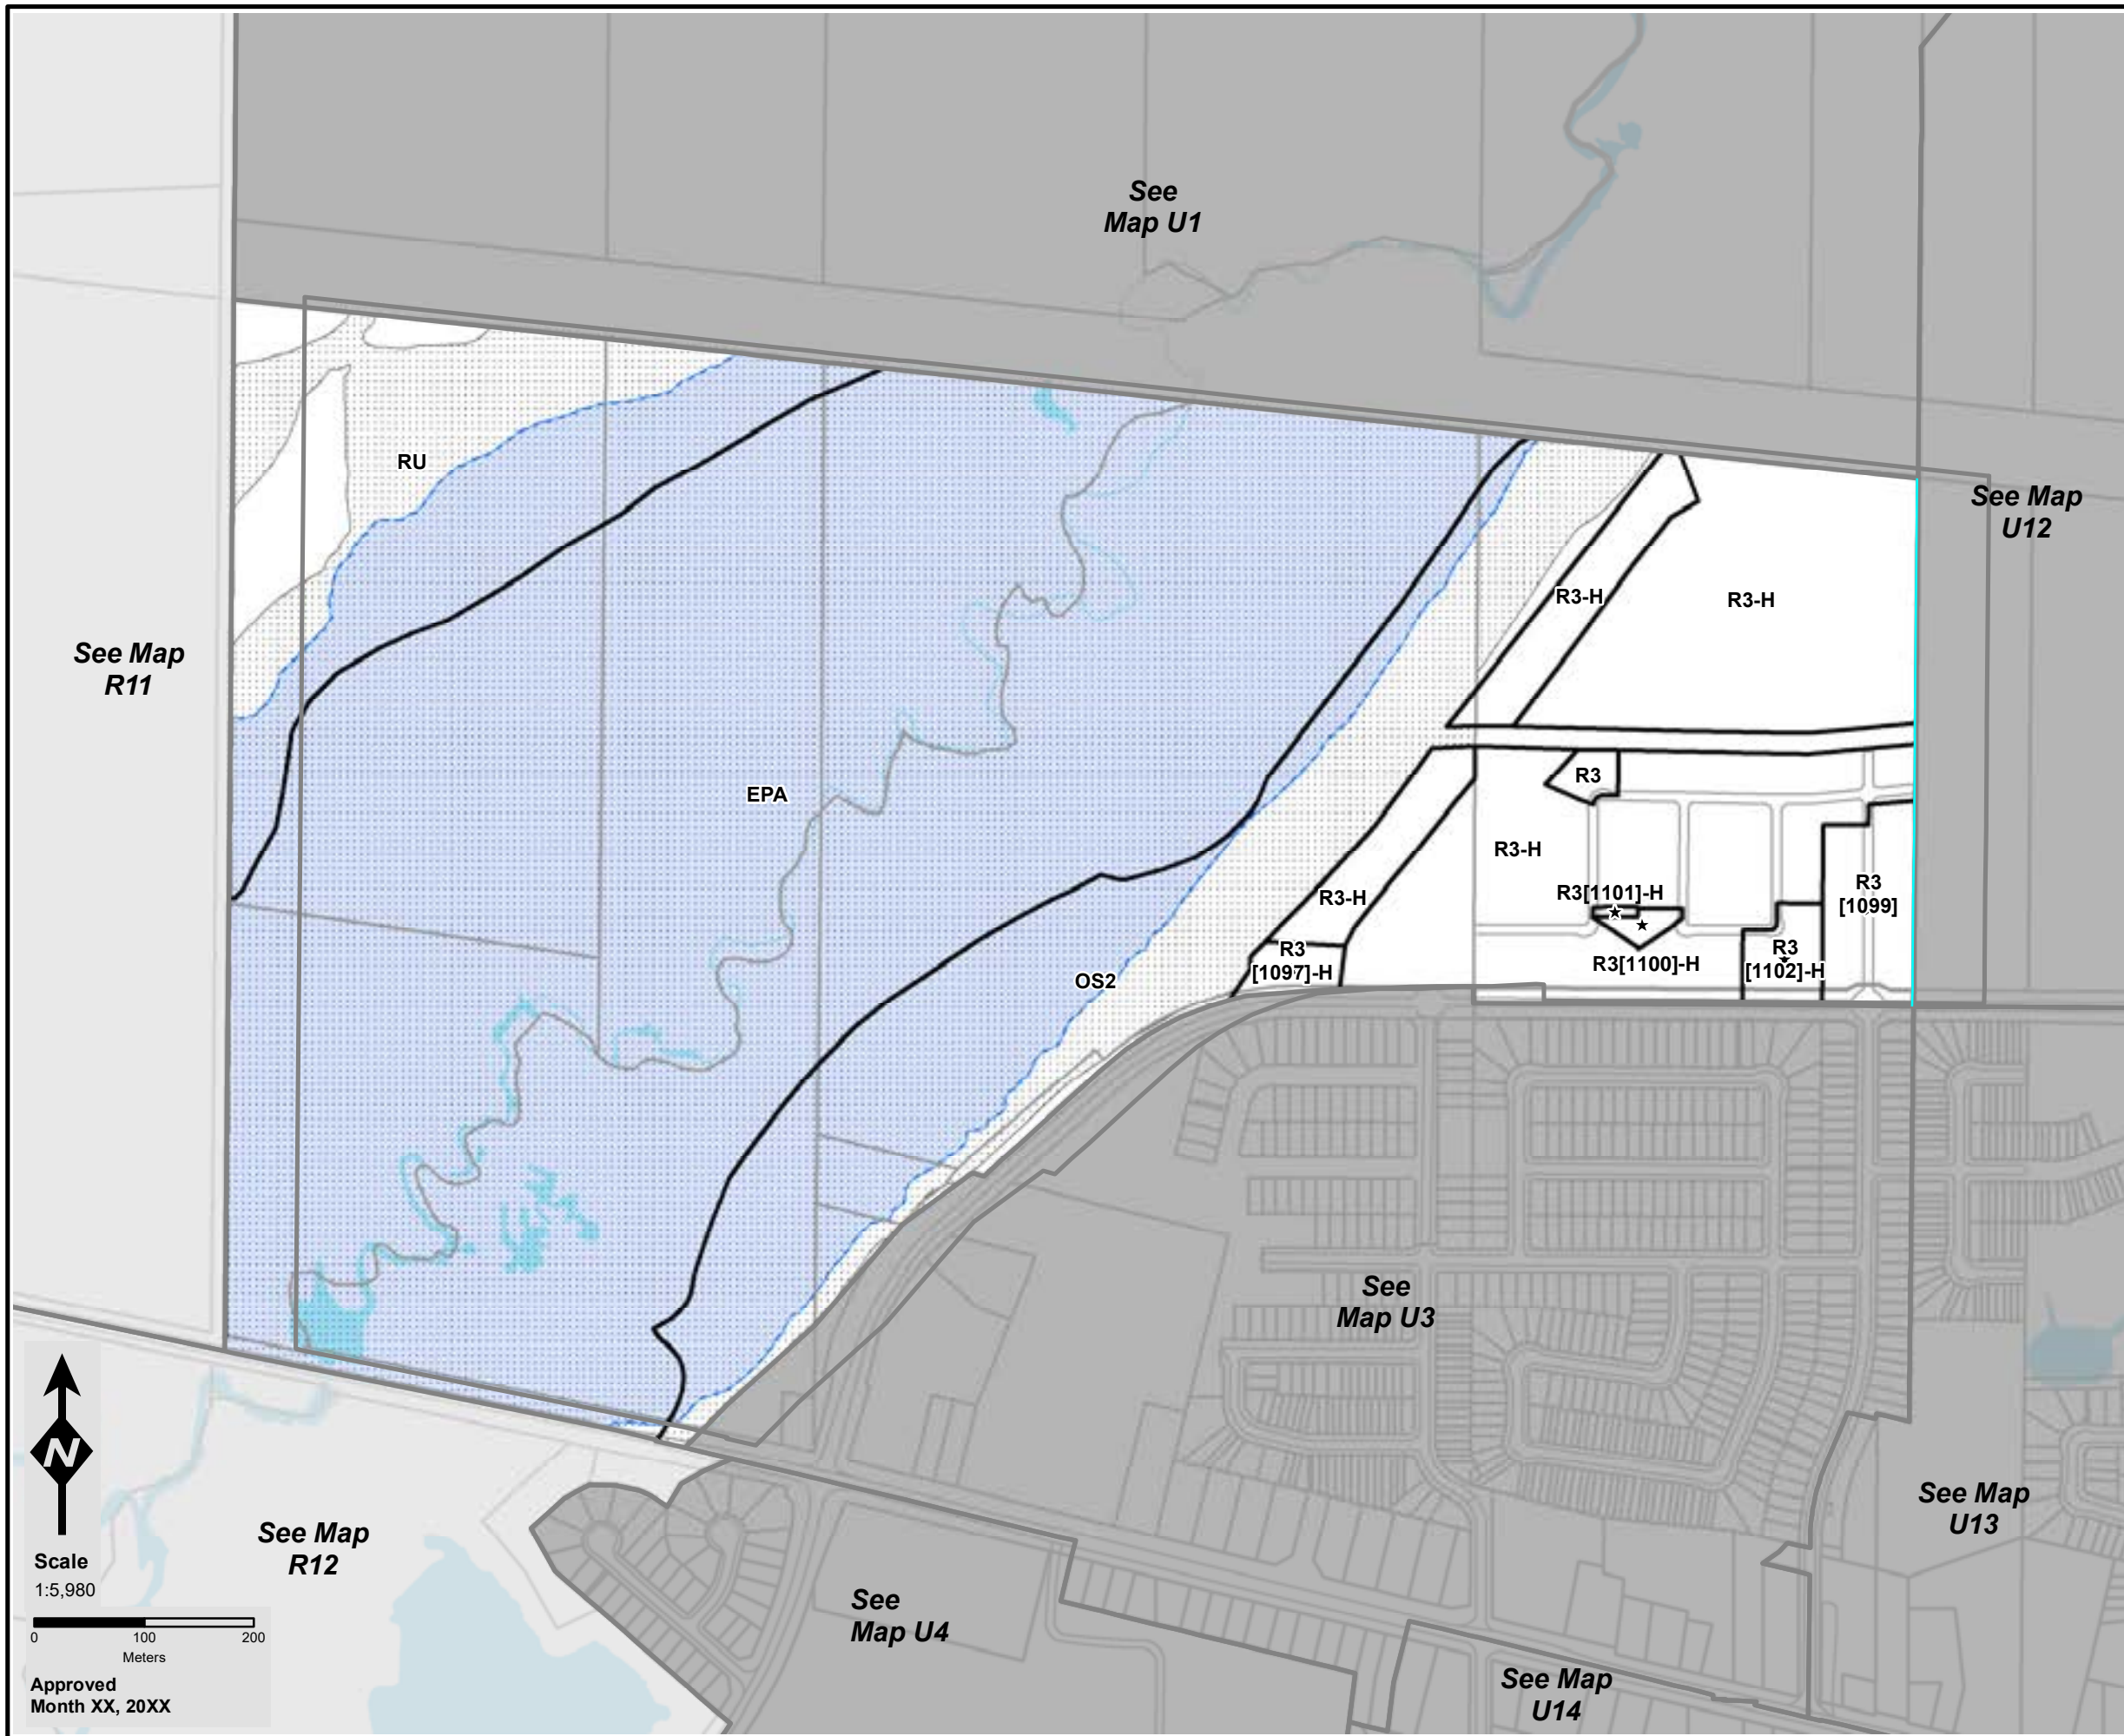 See
Map U1
See Map
U12
RU
R3-H
R3-H
See Map
R11
R3
EPA
R3-H
R3
[1099]
R3[1101]-H
R3-H
R3
[1097]-H
R3[1100]-H
R3
[1102]-H
OS2
See
Map U3
N
See Map
U13
See Map
R12
Scale
1:5,980
See
Map U4
0 100 200
Meters
See Map
U14
Approved
Month XX, 20XX